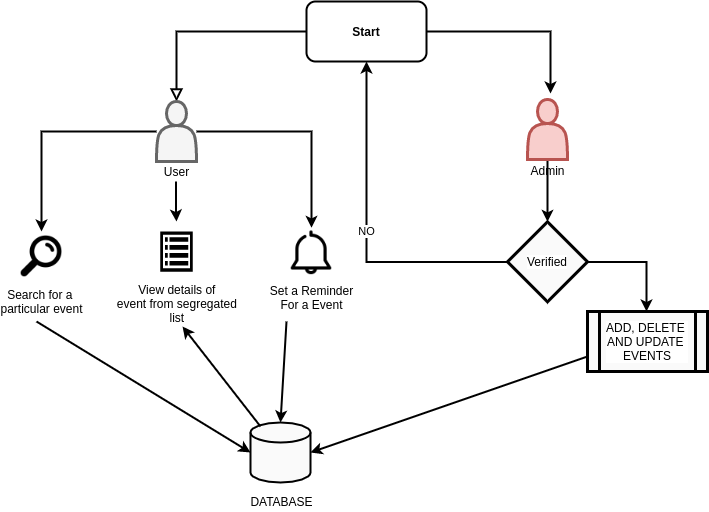 Start
User
Admin
NO
Verified
Search for a
particular event
View details of
event from segregated
list
Set a Reminder
For a Event
ADD, DELETE
AND UPDATE
EVENTS
DATABASE